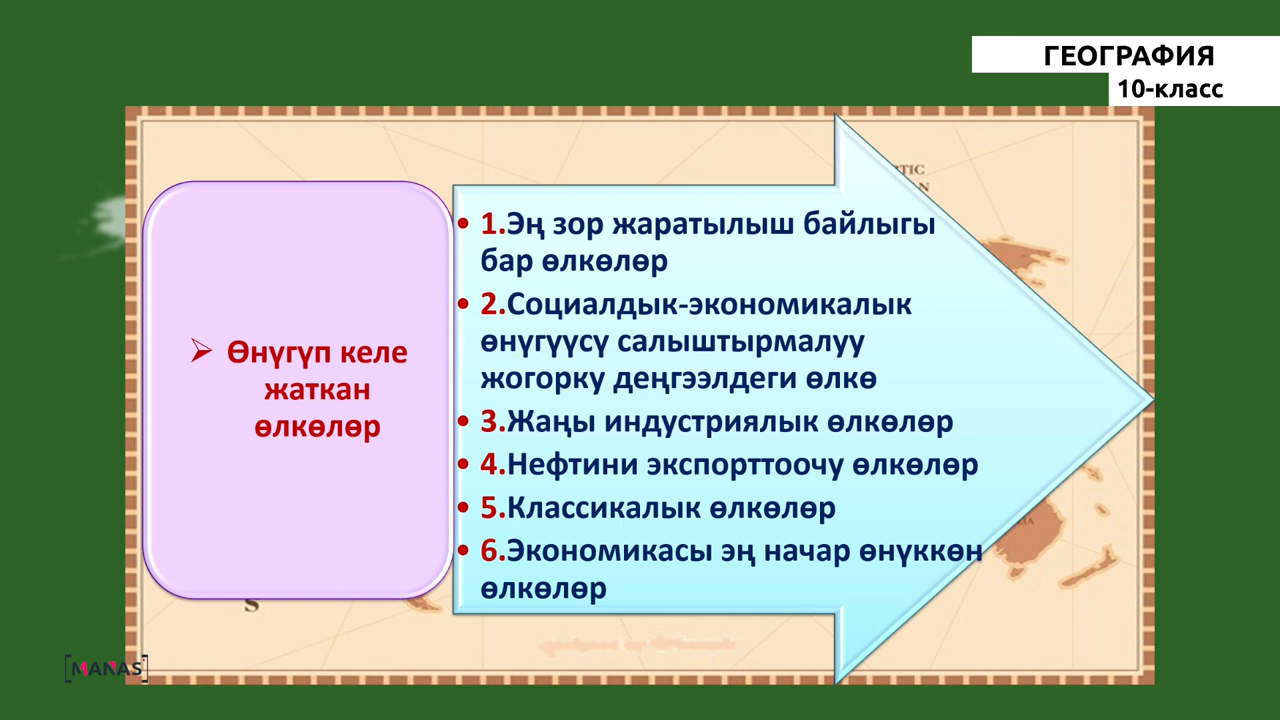 ГЕОГРАФИЯ
10-класс
➢ Өнүгүп келе
жаткан
өлкөлөр
• 1.Эң зор жаратылыш байлыгы
бар өлкөлөр
• 2.Социалдык-экономикалык
өнүгүүсү салыштырмалуу
жогорку деңгээлдеги өлкө
• 3.Жаңы индустриялык өлкөлөр
• 4.Нефтини экспорттоочу өлкөлөр
• 5.Классикалык өлкөлөр
• 6.Экономикасы эң начар өнүккөн
өлкөлөр
S
[MANAS]